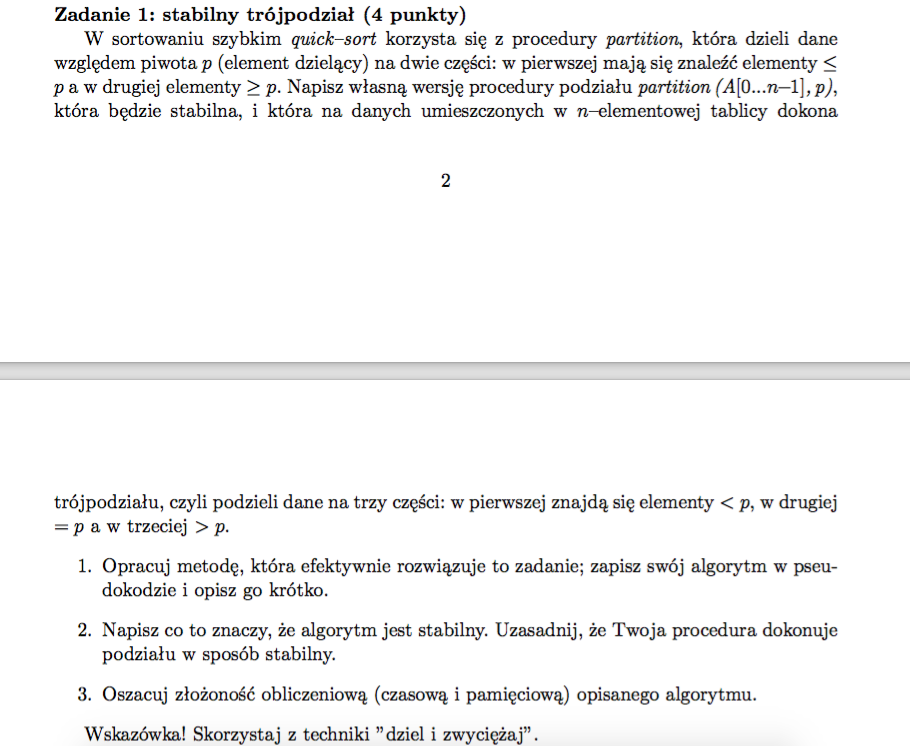 Zadanie 1: stabilny trójpodział (4 punkty)
W sortowaniu szybkim quick–sort korzysta się z procedury partition, która dzieli dane
względem piwota p (element dzielący) na dwie części: w pierwszej mają się znaleźć elementy ≤
p a w drugiej elementy ≥ p. Napisz własną wersję procedury podziału partition (A[0...n–1], p),
która będzie stabilna, i która na danych umieszczonych w n–elementowej tablicy dokona
2
trójpodziału, czyli podzieli dane na trzy części: w pierwszej znajdą się elementy < p, w drugiej
= p a w trzeciej > p.
1. Opracuj metodę, która efektywnie rozwiązuje to zadanie; zapisz swój algorytm w pseu-
dokodzie i opisz go krótko.
2. Napisz co to znaczy, że algorytm jest stabilny. Uzasadnij, że Twoja procedura dokonuje
podziału w sposób stabilny.
3. Oszacuj złożoność obliczeniową (czasową i pamięciową) opisanego algorytmu.
Wskazówka! Skorzystaj z techniki ”dziel i zwyciężaj”.